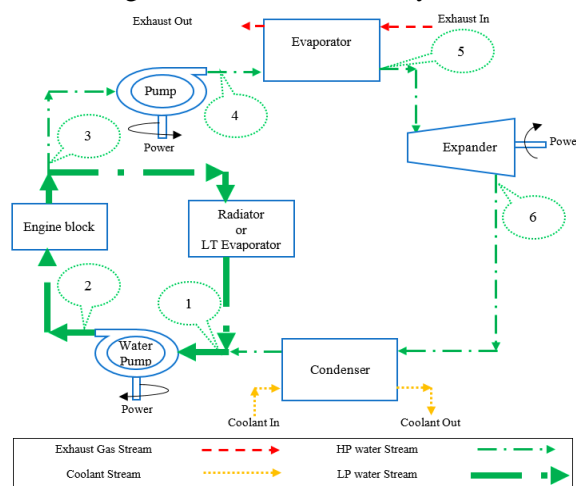 Exhaust Out
Exhaust In
Evaporator
5
Pump
4
3
Power
Powe
Expander
6
Engine block
Radiator
or
LT Evaporator
2
1
Water
Pump
Condenser
Power
Coolant In
Coolant Out
Exhaust Gas Stream
HP water Stream
Coolant Stream
LP water Stream